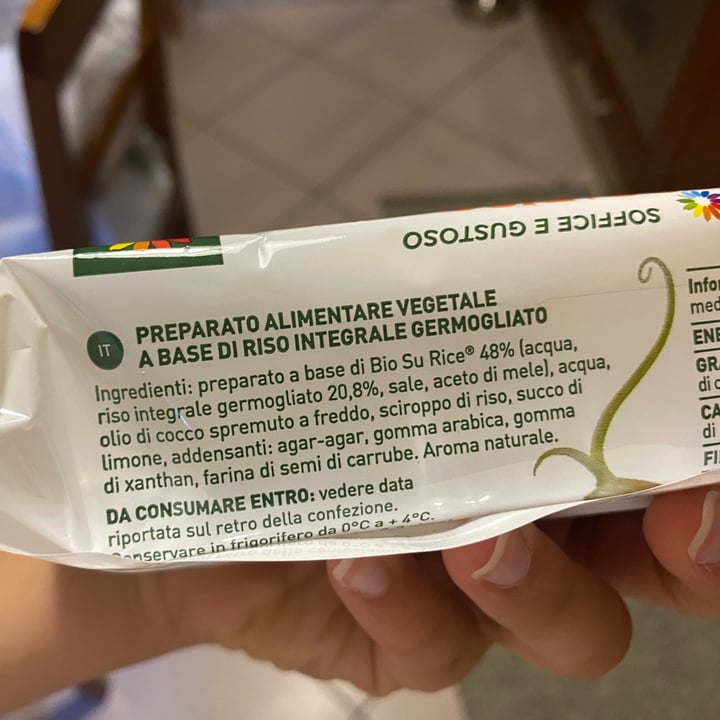 SOFFICE E GUSTOSO
IT
PREPARATO ALIMENTARE VEGETALE
A BASE DI RISO INTEGRALE GERMOGLIATO
Ingredienti: preparato a base di Bio Su Rice® 48% (acqua,
riso integrale germogliato 20,8%, sale, aceto di mele), acqua,
olio di cocco spremuto a freddo, sciroppo di riso, succo di
limone, addensanti: agar-agar, gomma arabica, gomma
di xanthan, farina di semi di carrube. Aroma naturale.
DA CONSUMARE ENTRO: vedere data
riportata sul retro della confezione.
Conservare in frigorifero da 0°C a + 4°C.
di
di